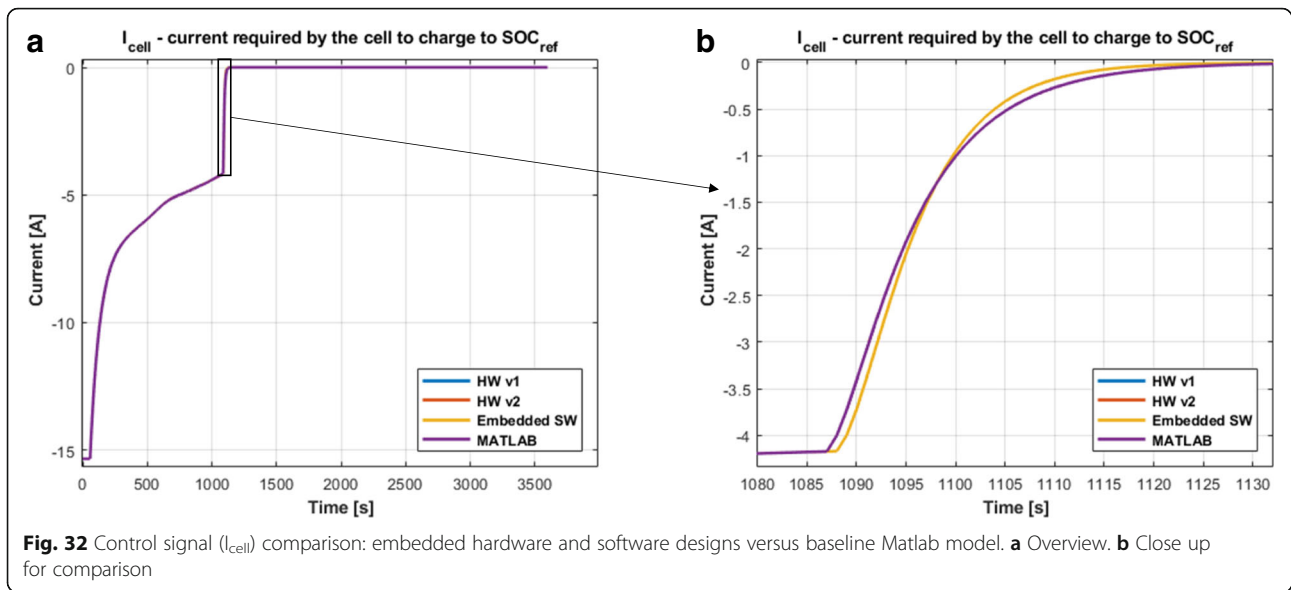 a
I_cell - current required by the cell to charge to SOC_ref
0
-5
-10
-15
Current [A]
0 500 1000 1500 2000 2500 3000 3500
Time [s]
HW v1
HW v2
Embedded SW
MATLAB
b
I_cell - current required by the cell to charge to SOC_ref
0
-0.5
-1
-1.5
-2
-2.5
-3
-3.5
-4
Current [A]
1080 1085 1090 1095 1100 1105 1110 1115 1120 1125 1130
Time [s]
HW v1
HW v2
Embedded SW
MATLAB
Fig. 32 Control signal (I_cell) comparison: embedded hardware and software designs versus baseline Matlab model. a Overview. b Close up
for comparison